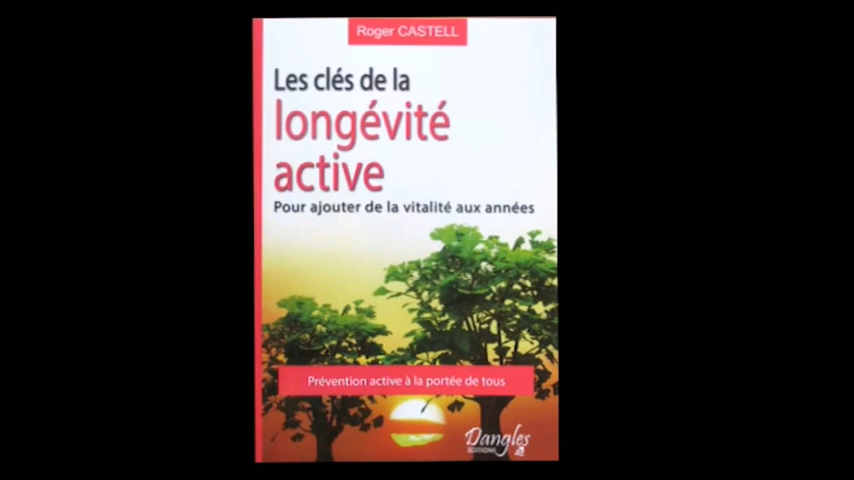 Roger CASTELL
Les clés de la
longévité
active
Pour ajouter de la vitalité aux années
Prévention active à la portée de tous
Dangles
EDITIONS